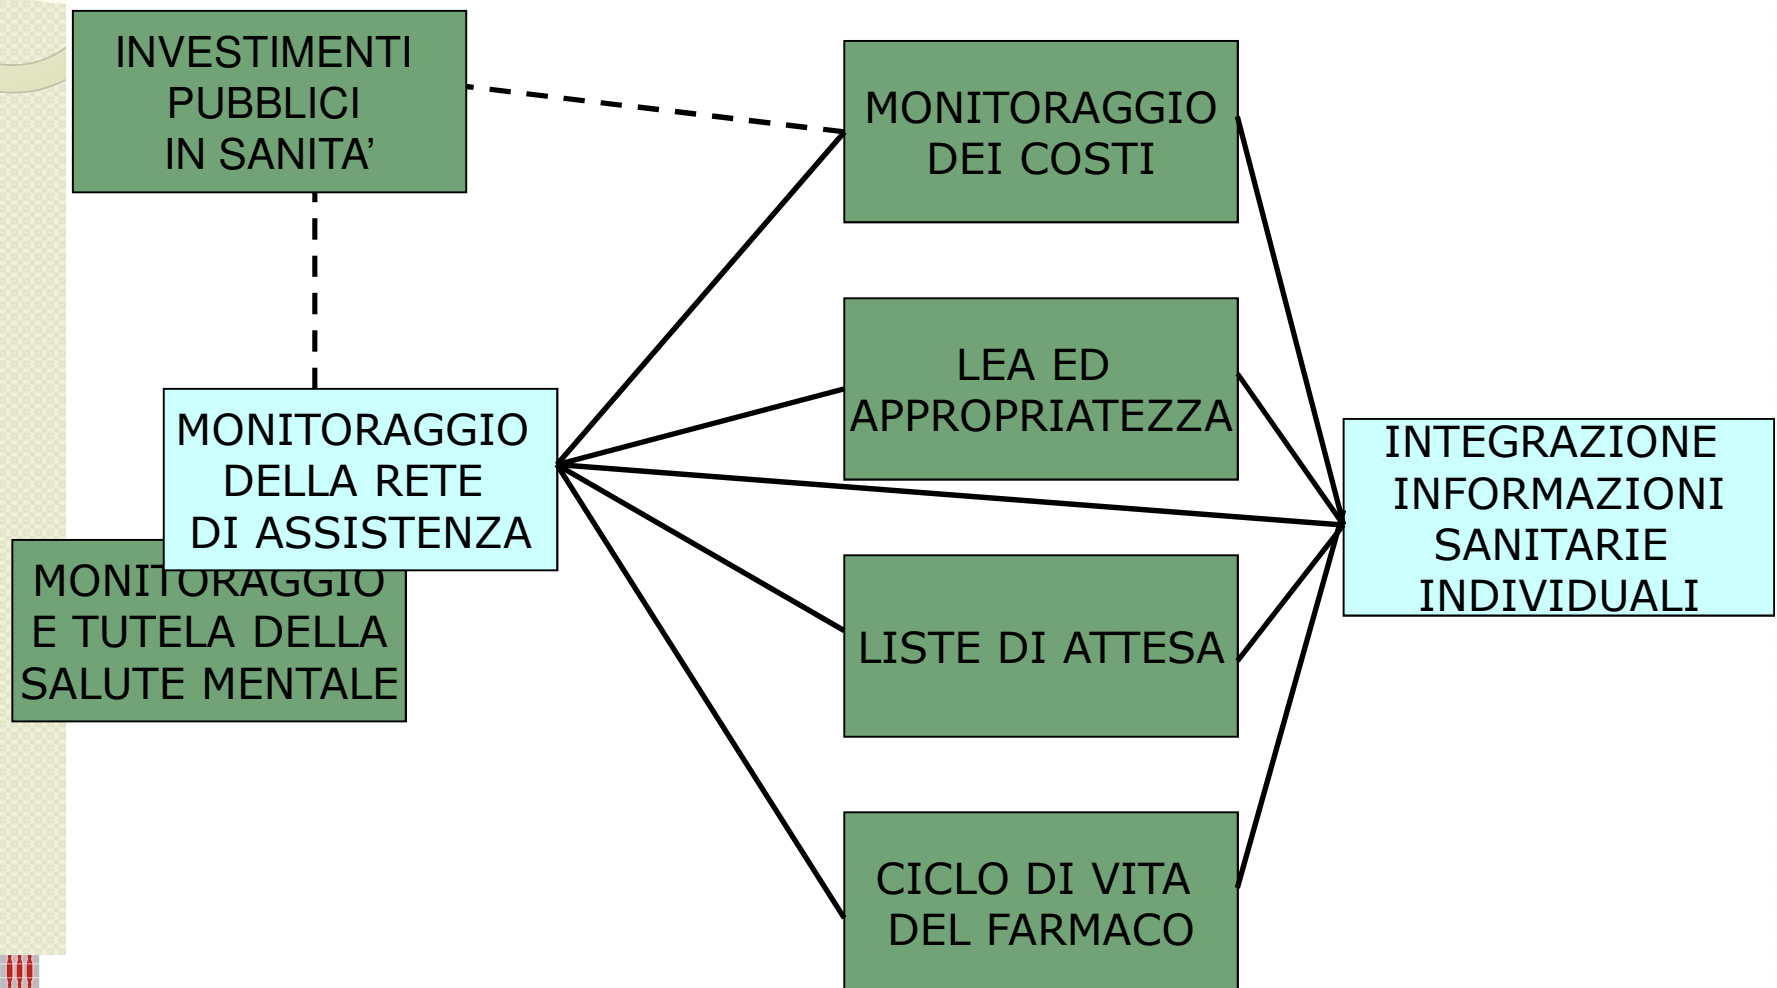 INVESTIMENTI
PUBBLICI
IN SANITA’
MONITORAGGIO
DELLA RETE
DI ASSISTENZA
MONITORAGGIO
E TUTELA DELLA
SALUTE MENTALE
MONITORAGGIO
DEI COSTI
LEA ED
APPROPRIATEZZA
LISTE DI ATTESA
CICLO DI VITA
DEL FARMACO
INTEGRAZIONE
INFORMAZIONI
SANITARIE
INDIVIDUALI